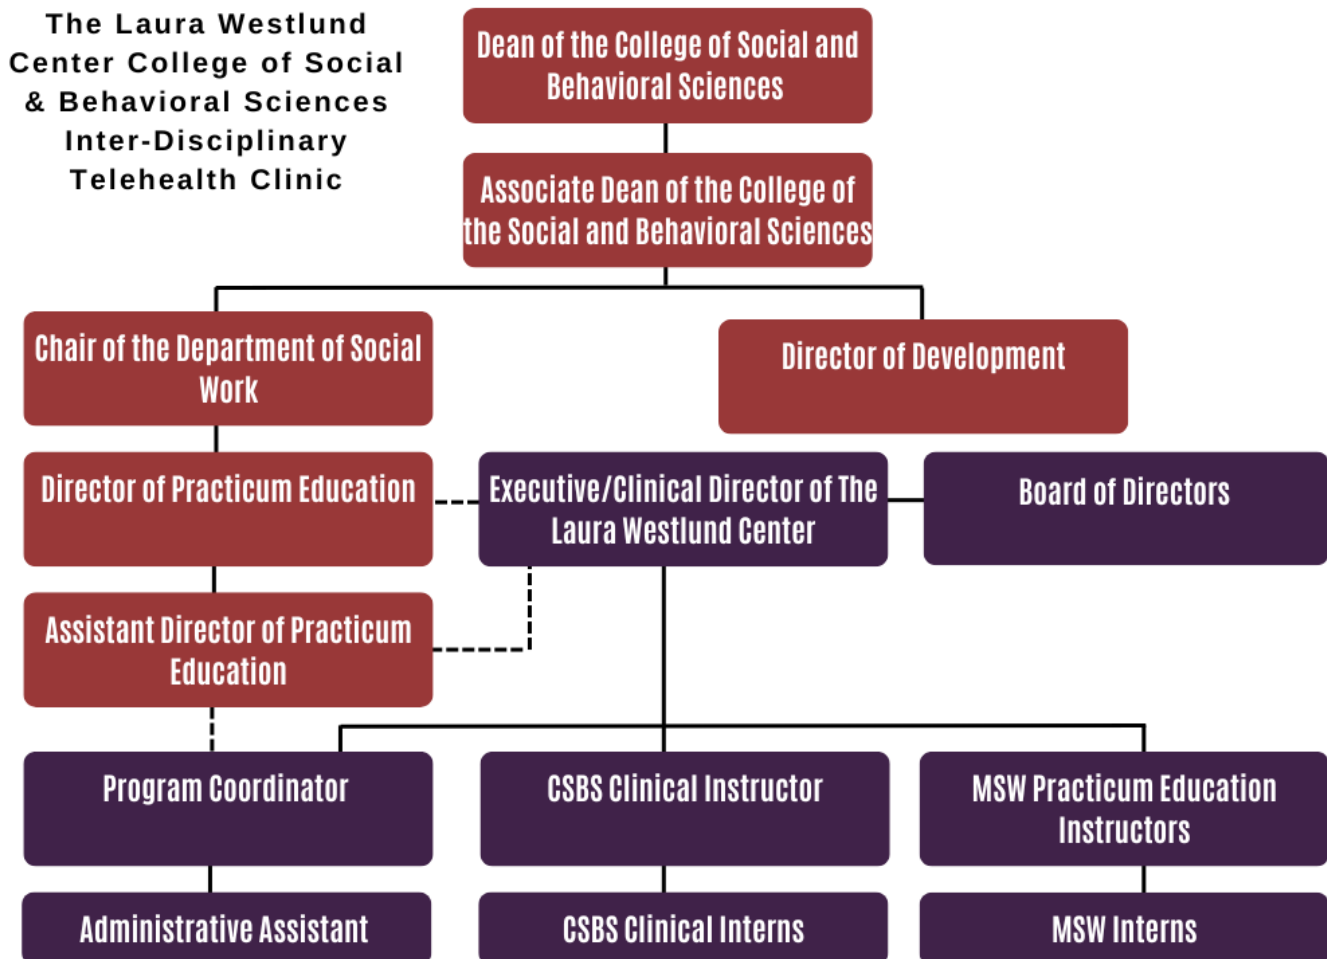 The Laura Westlund
Center College of Social
& Behavioral Sciences
Inter-Disciplinary
Telehealth Clinic
Dean of the College of Social and
Behavioral Sciences
Associate Dean of the College of
the Social and Behavioral Sciences
Chair of the Department of Social
Work
Director of Development
Director of Practicum Education
Executive/Clinical Director of The
Laura Westlund Center
Board of Directors
Assistant Director of Practicum
Education
Program Coordinator
CSBS Clinical Instructor
MSW Practicum Education
Instructors
Administrative Assistant
CSBS Clinical Interns
MSW Interns